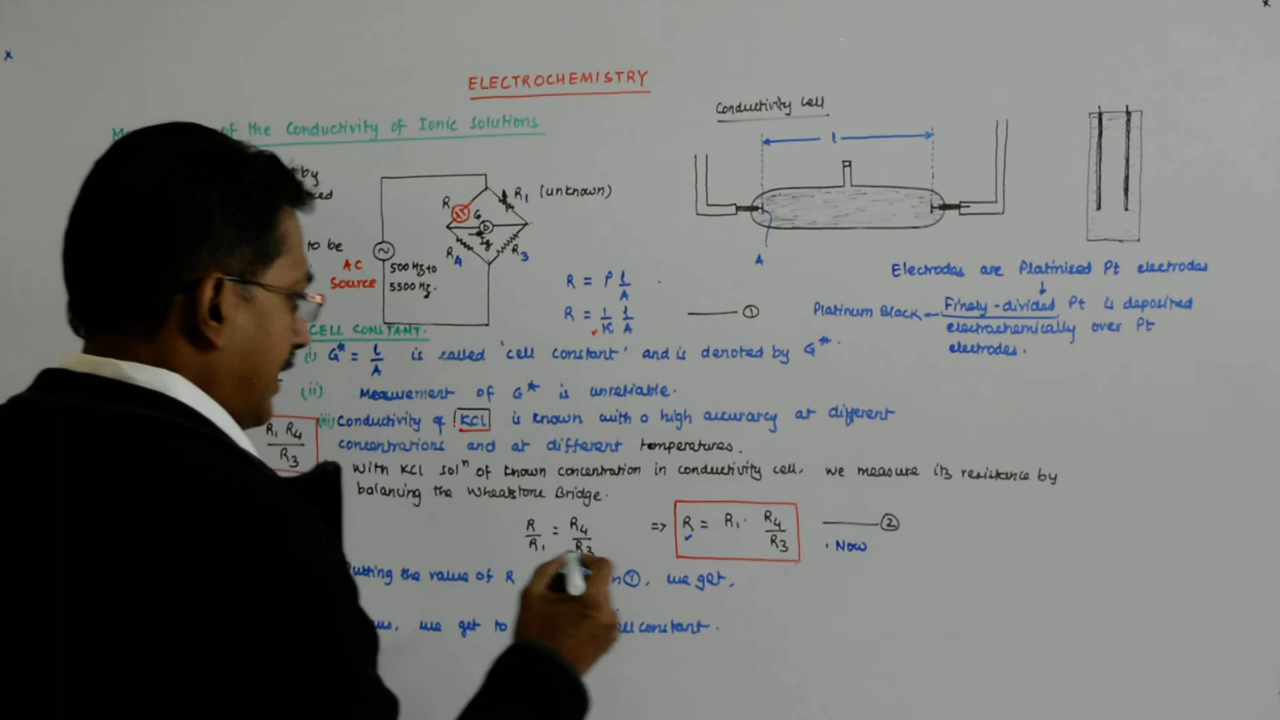 ELECTROCHEMISTRY
of the Conductivity of Ionic Solutions
Conductivity Cell
l
by
R
R1 (unknown)
G
Ig
to be
R4
R3
A
AC
Source
500 Hz to
5500 Hz.
Electrodes are Platinized Pt electrodes
R = ρ l/A
Platinum Black
Finely-divided Pt is deposited
electrochemically over Pt
electrodes.
R = 1/K l/A
①
CELL CONSTANT.
(i) G* = l/A is called 'cell constant' and is denoted by G*.
(ii) Measurement of G* is unreliable.
(iii) Conductivity of KCl is known with a high accuracy at different
concentrations and at different temperatures.
R1 R4
R3
With KCl solⁿ of known concentration in conductivity cell, we measure its resistance by
balancing the Wheatstone Bridge.
R/R1 = R4/R3 => R = R1 . R4/R3 ②
. Now
utting the value of R n ①, we get,
us, we get to ell constant.